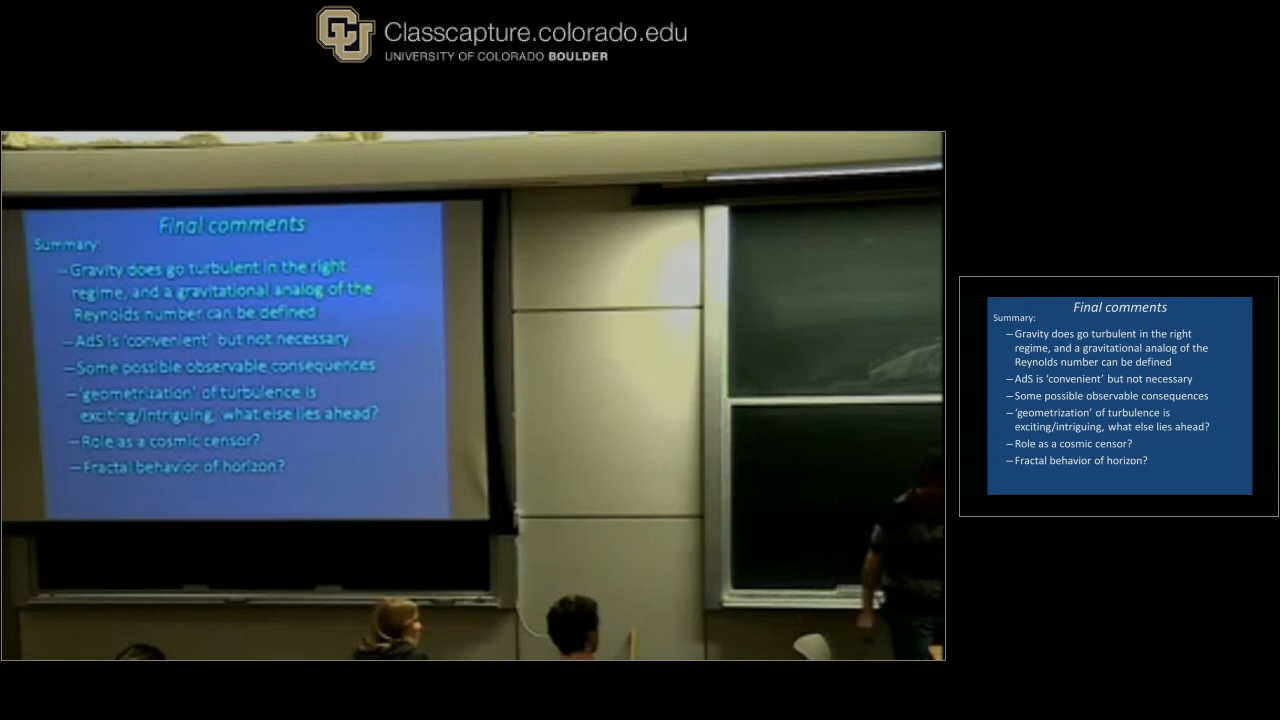 Classcapture.colorado.edu
UNIVERSITY OF COLORADO BOULDER
Final comments
Summary:
–Gravity does go turbulent in the right
regime, and a gravitational analog of the
Reynolds number can be defined
–AdS is ‘convenient’ but not necessary
–Some possible observable consequences
–‘geometrization’ of turbulence is
exciting/intriguing, what else lies ahead?
–Role as a cosmic censor?
–Fractal behavior of horizon?
Final comments
Summary:
–Gravity does go turbulent in the right
regime, and a gravitational analog of the
Reynolds number can be defined
–AdS is ‘convenient’ but not necessary
–Some possible observable consequences
–‘geometrization’ of turbulence is
exciting/intriguing, what else lies ahead?
–Role as a cosmic censor?
–Fractal behavior of horizon?